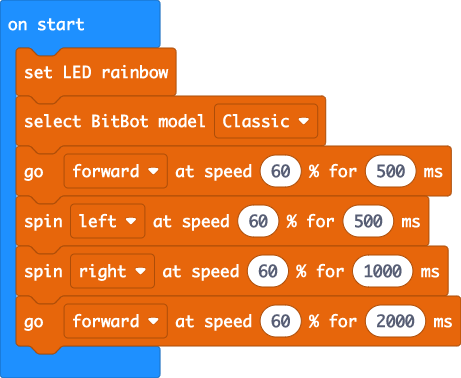 on start
set LED rainbow
select BitBot model Classic
go forward at speed 60 % for 500 ms
spin left at speed 60 % for 500 ms
spin right at speed 60 % for 1000 ms
go forward at speed 60 % for 2000 ms